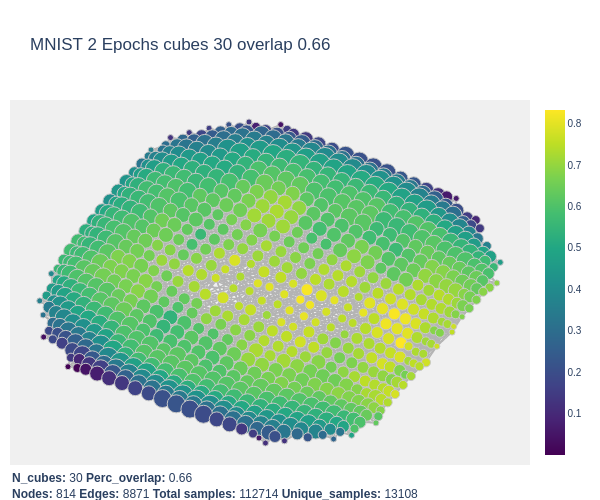 MNIST 2 Epochs cubes 30 overlap 0.66
0.8
0.7
0.6
0.5
0.4
0.3
0.2
0.1
N_cubes: 30 Perc_overlap: 0.66
Nodes: 814 Edges: 8871 Total samples: 112714 Unique_samples: 13108